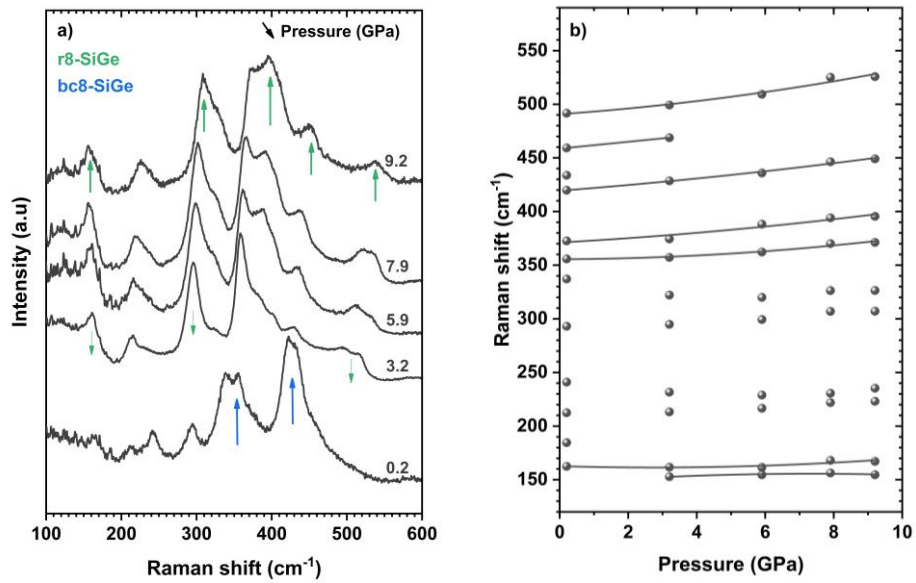 a)
Pressure (GPa)
r8-SiGe
bc8-SiGe
9.2
7.9
5.9
3.2
0.2
Intensity (a.u)
100 200 300 400 500 600
Raman shift (cm⁻¹)
b)
550
500
450
400
350
300
250
200
150
Raman shift (cm⁻¹)
0 2 4 6 8 10
Pressure (GPa)